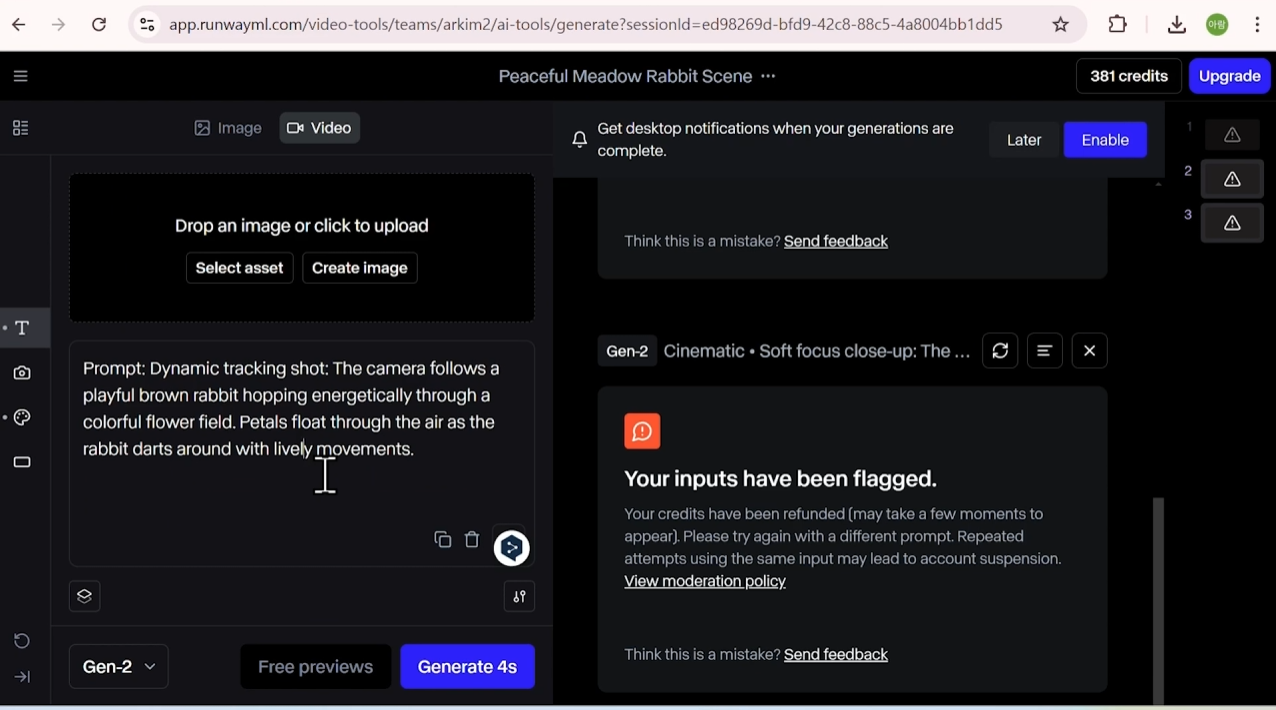 app.runwayml.com/video-tools/teams/arkim2/ai-tools/generate?sessionId=ed98269d-bfd9-42c8-88c5-4a8004bb1dd5
아람
Peaceful Meadow Rabbit Scene ···
381 credits
Upgrade
Image
Video
Get desktop notifications when your generations are
complete.
Later
Enable
1
2
3
Drop an image or click to upload
Select asset
Create image
T
Prompt: Dynamic tracking shot: The camera follows a
playful brown rabbit hopping energetically through a
colorful flower field. Petals float through the air as the
rabbit darts around with lively movements.
Gen-2
Free previews
Generate 4s
Think this is a mistake? Send feedback
Gen-2
Cinematic • Soft focus close-up: The ...
Your inputs have been flagged.
Your credits have been refunded (may take a few moments to
appear). Please try again with a different prompt. Repeated
attempts using the same input may lead to account suspension.
View moderation policy
Think this is a mistake? Send feedback